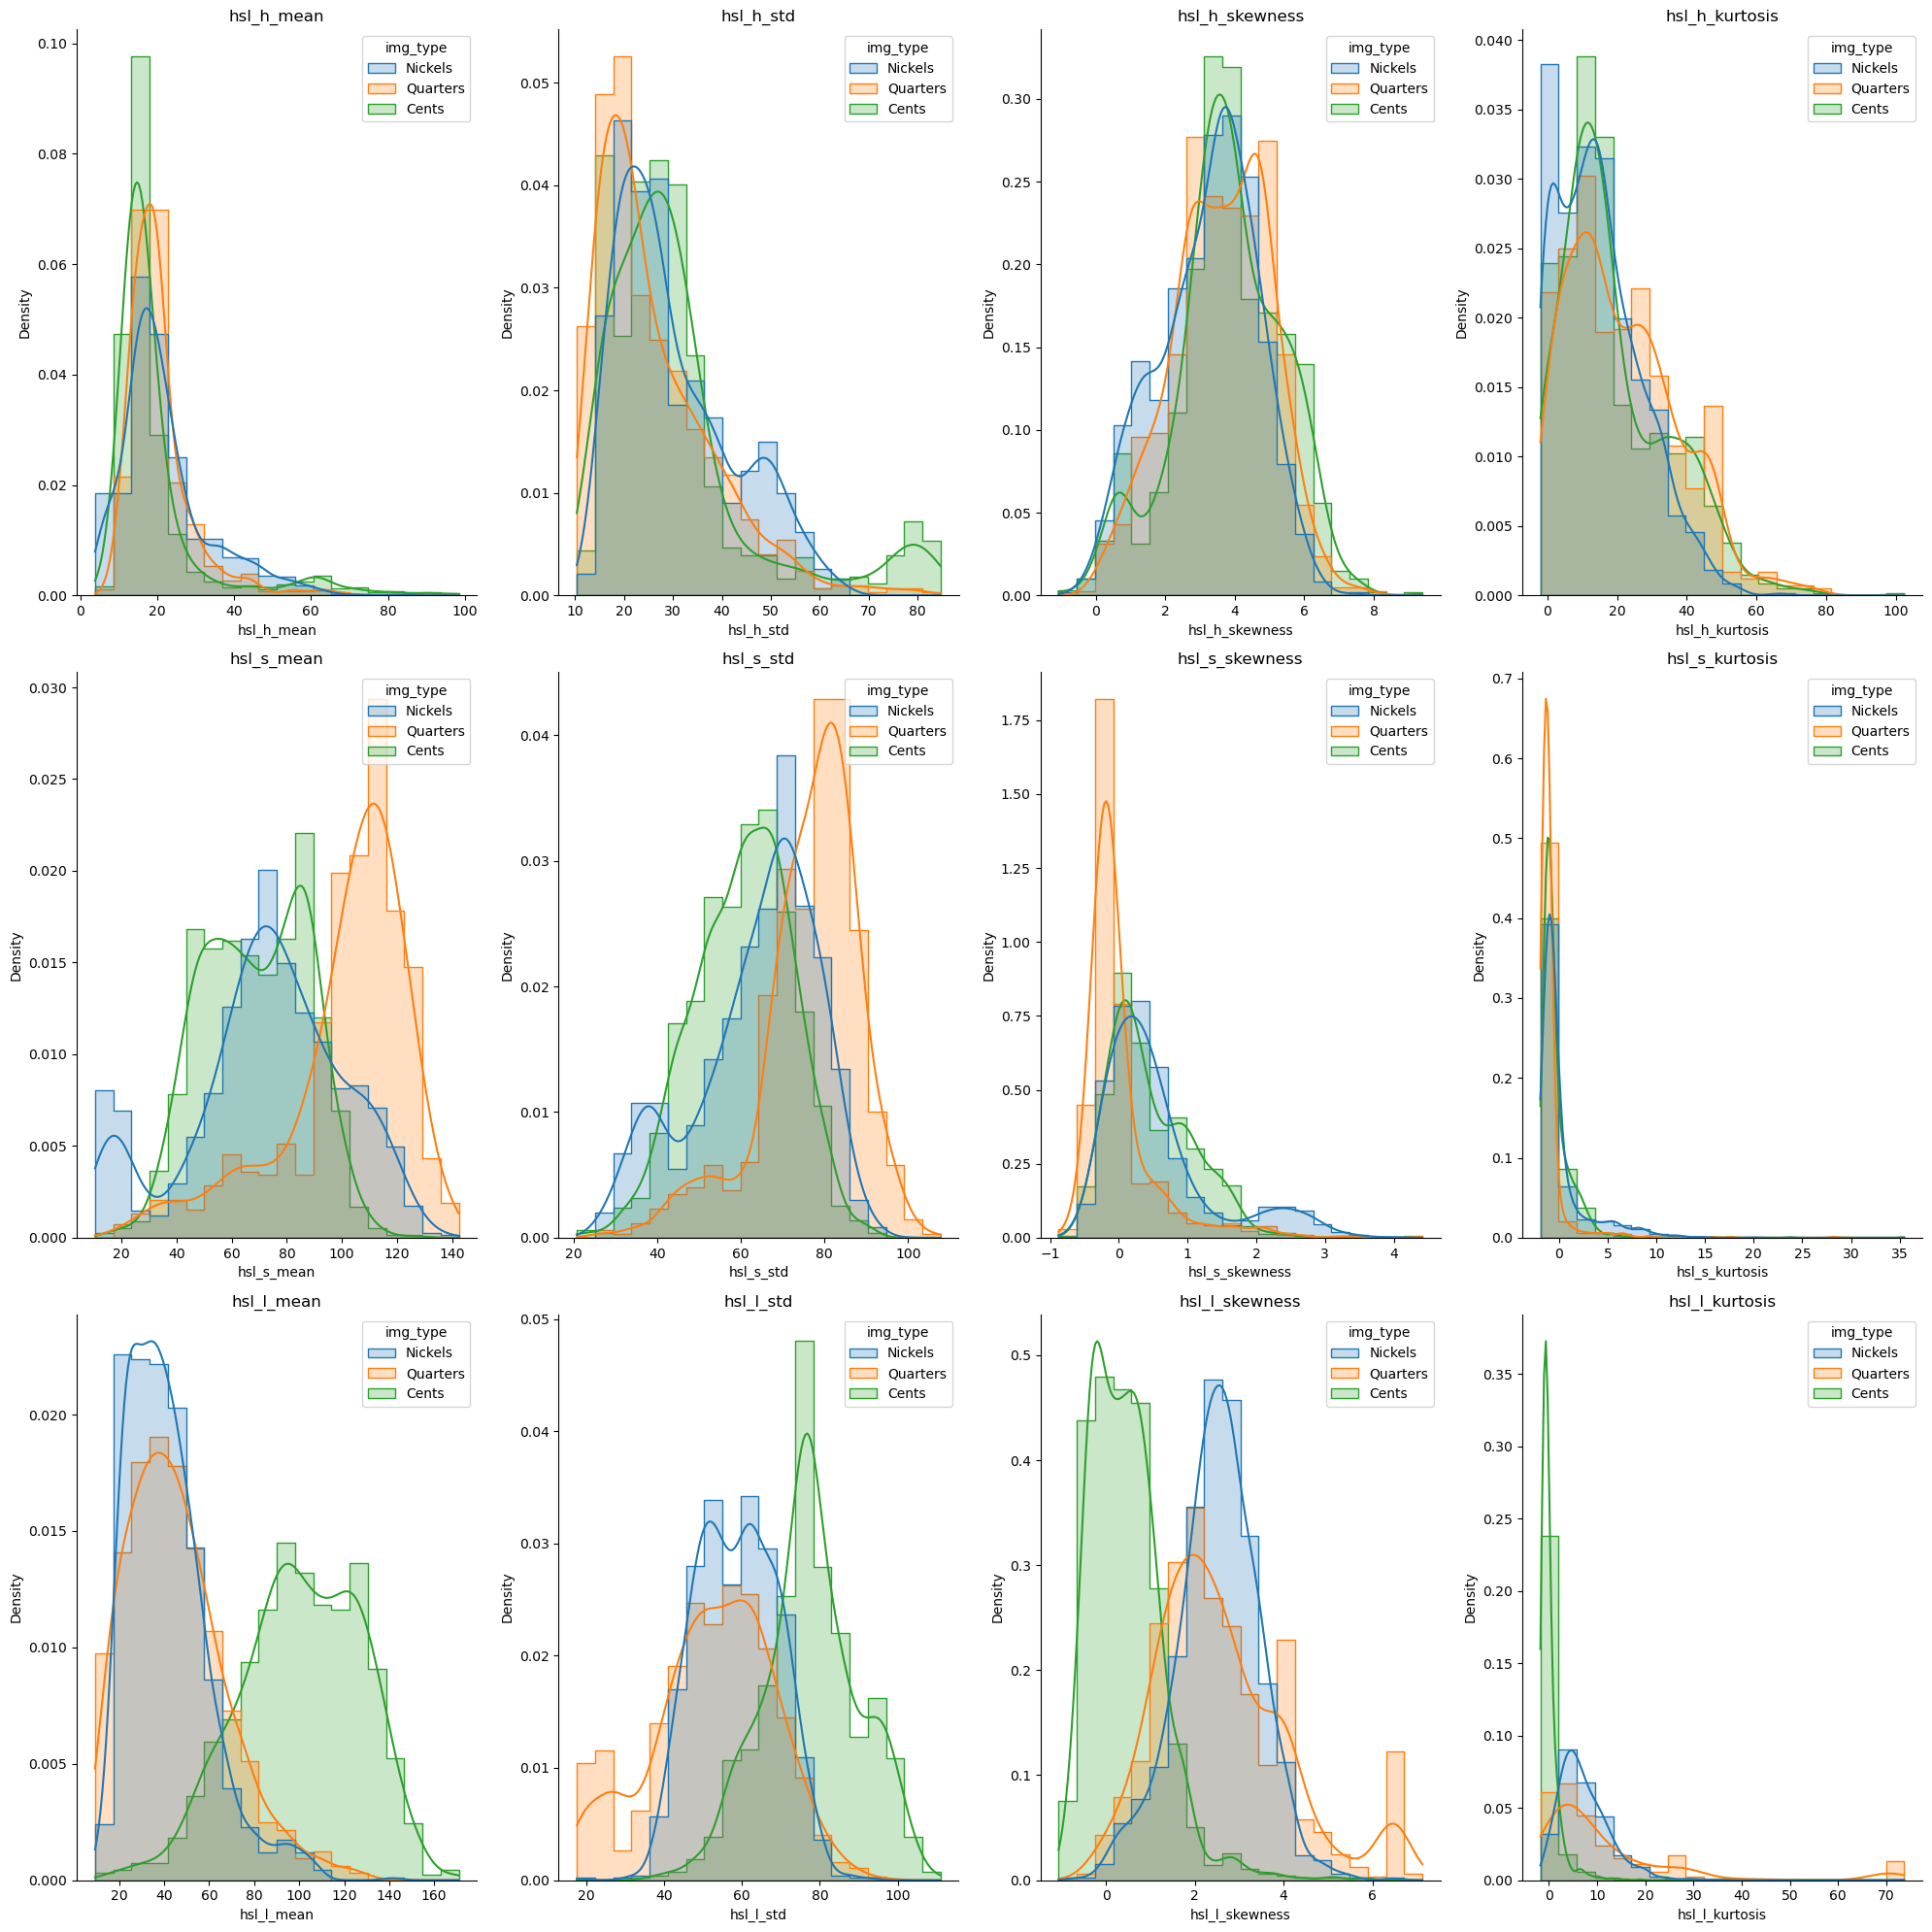 hsl_h_mean
img_type
Nickels
Quarters
Cents
0.10
0.08
0.06
0.04
0.02
0.00
Density
0 20 40 60 80 100
hsl_h_mean
hsl_h_std
img_type
Nickels
Quarters
Cents
0.05
0.04
0.03
0.02
0.01
0.00
Density
10 20 30 40 50 60 70 80
hsl_h_std
hsl_h_skewness
img_type
Nickels
Quarters
Cents
0.30
0.25
0.20
0.15
0.10
0.05
0.00
Density
0 2 4 6 8
hsl_h_skewness
hsl_h_kurtosis
img_type
Nickels
Quarters
Cents
0.040
0.035
0.030
0.025
0.020
0.015
0.010
0.005
0.000
Density
0 20 40 60 80 100
hsl_h_kurtosis
hsl_s_mean
img_type
Nickels
Quarters
Cents
0.030
0.025
0.020
0.015
0.010
0.005
0.000
Density
20 40 60 80 100 120 140
hsl_s_mean
hsl_s_std
img_type
Nickels
Quarters
Cents
0.04
0.03
0.02
0.01
0.00
Density
20 40 60 80 100
hsl_s_std
hsl_s_skewness
img_type
Nickels
Quarters
Cents
1.75
1.50
1.25
1.00
0.75
0.50
0.25
0.00
Density
−1 0 1 2 3 4
hsl_s_skewness
hsl_s_kurtosis
img_type
Nickels
Quarters
Cents
0.7
0.6
0.5
0.4
0.3
0.2
0.1
0.0
Density
0 5 10 15 20 25 30 35
hsl_s_kurtosis
hsl_l_mean
img_type
Nickels
Quarters
Cents
0.020
0.015
0.010
0.005
0.000
Density
20 40 60 80 100 120 140 160
hsl_l_mean
hsl_l_std
img_type
Nickels
Quarters
Cents
0.05
0.04
0.03
0.02
0.01
0.00
Density
20 40 60 80 100
hsl_l_std
hsl_l_skewness
img_type
Nickels
Quarters
Cents
0.5
0.4
0.3
0.2
0.1
0.0
Density
0 2 4 6
hsl_l_skewness
hsl_l_kurtosis
img_type
Nickels
Quarters
Cents
0.35
0.30
0.25
0.20
0.15
0.10
0.05
0.00
Density
0 10 20 30 40 50 60 70
hsl_l_kurtosis